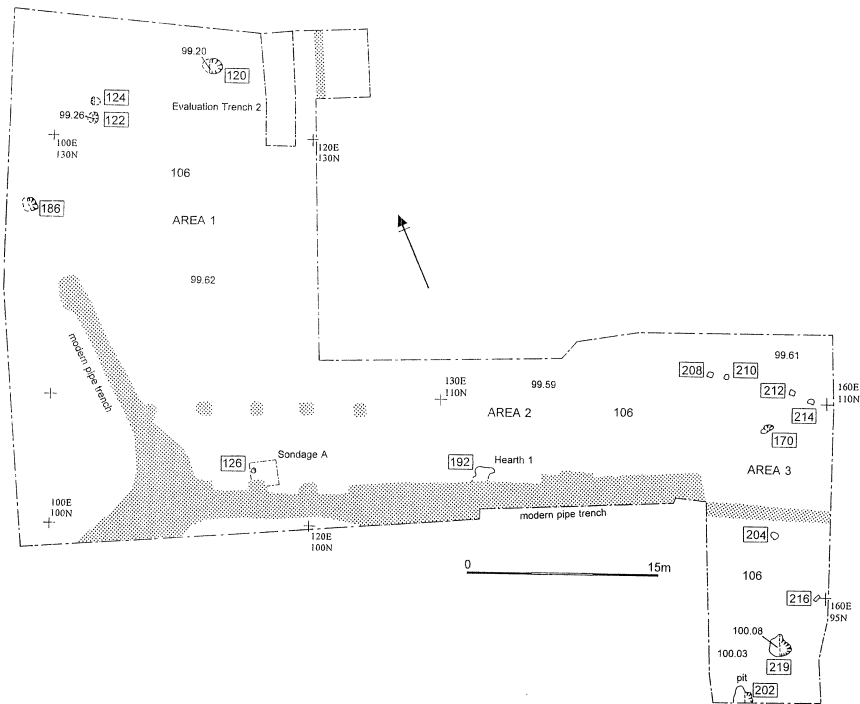 99.20
120
124
Evaluation Trench 2
99.26
122
100E
130N
120E
130N
106
186
AREA 1
99.62
modern pipe trench
99.61
208
210
130E
110N
99.59
212
160E
110N
AREA 2
106
214
170
126
Sondage A
192
Hearth 1
AREA 3
100E
100N
120E
100N
modern pipe trench
204
0
15m
106
216
160E
95N
100.08
100.03
219
pit
202